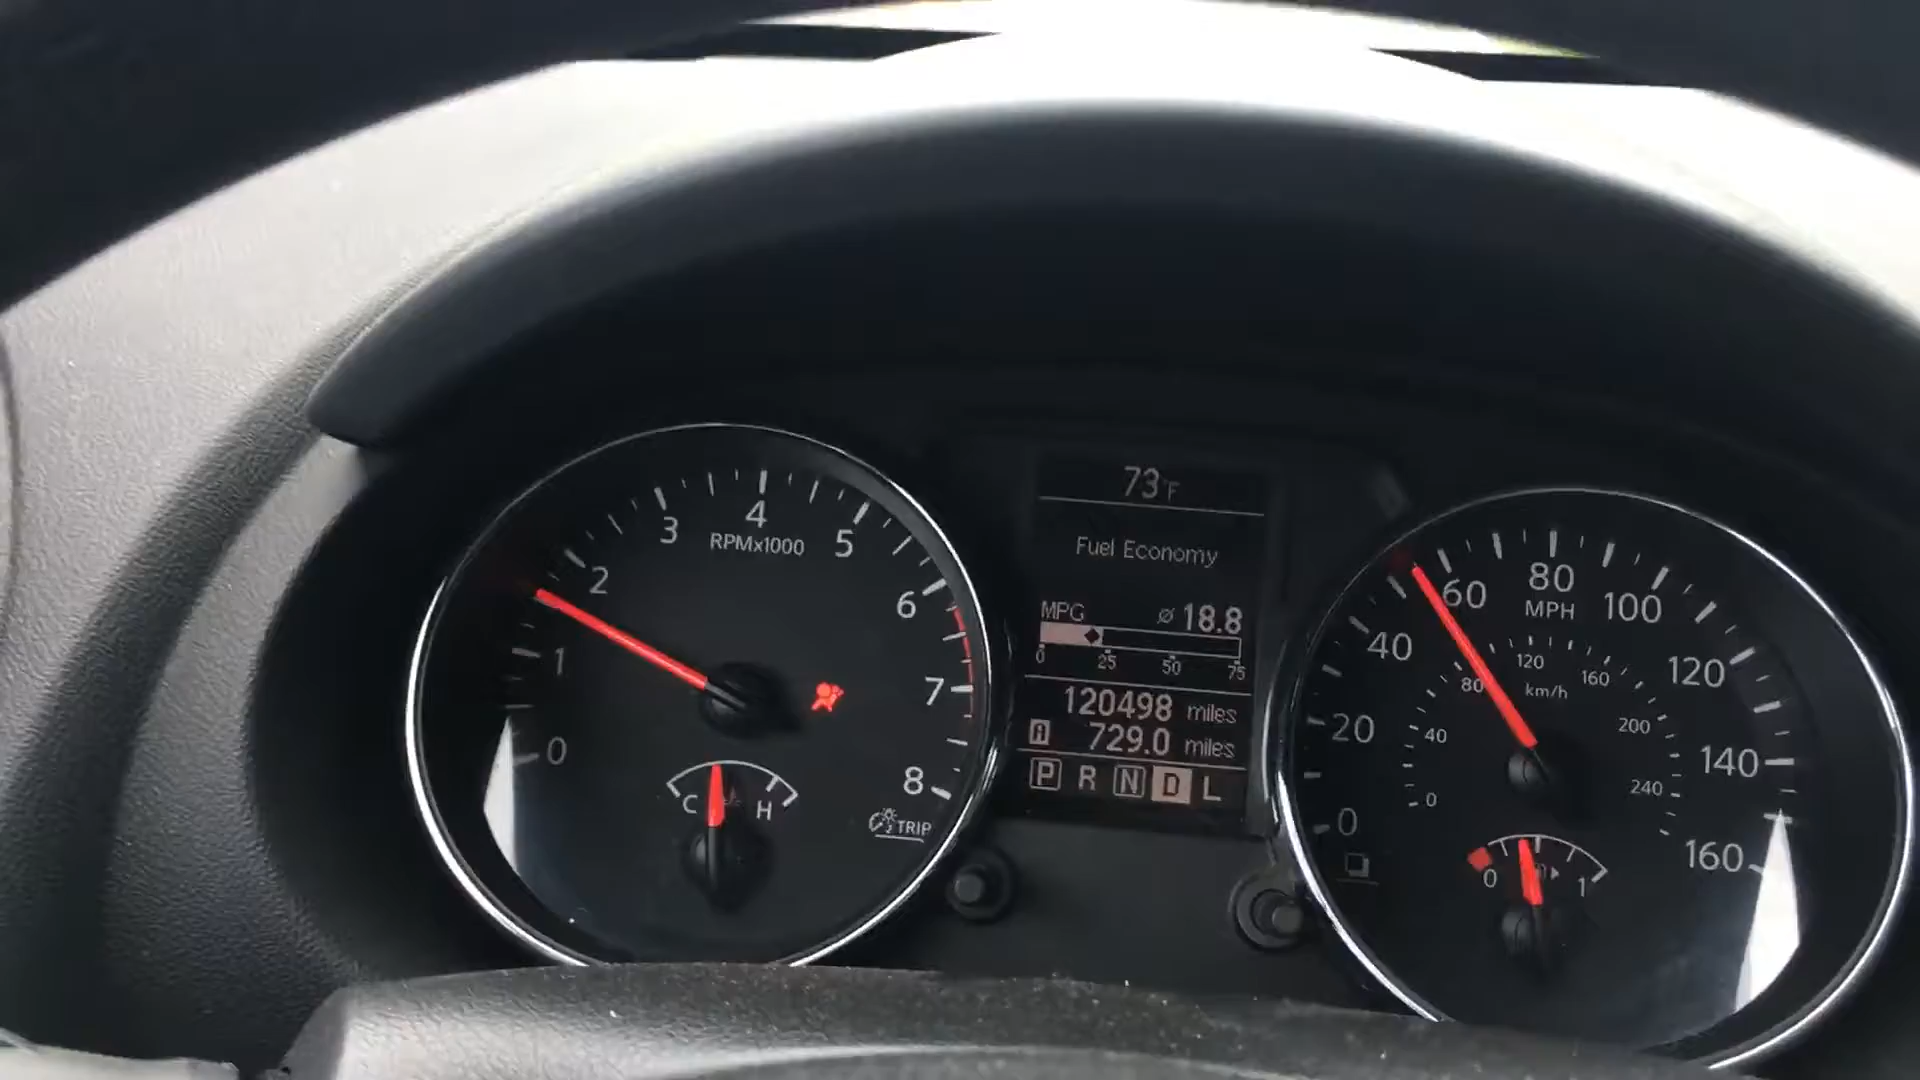 0
1
2
3
4
5
6
7
8
RPMx1000
C H
TRIP
73°F
Fuel Economy
MPG ⌀ 18.8
0 25 50 75
120498 miles
A 729.0 miles
P R N D L
0
20
40
60
80
100
120
140
160
MPH
0
40
80
120
160
200
240
km/h
0 1